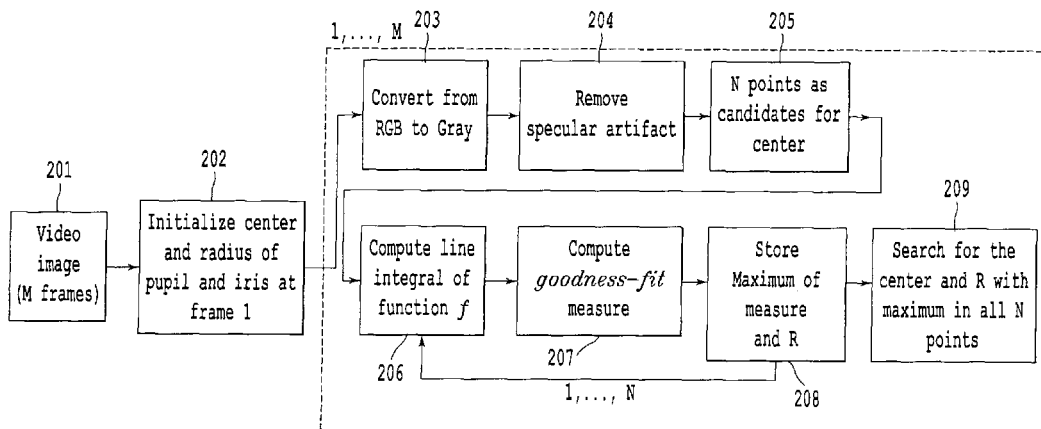 1,..., M
203
204
205
Convert from
RGB to Gray
Remove
specular artifact
N points as
candidates for
center
201
202
209
Video
image
(M frames)
Initialize center
and radius of
pupil and iris at
frame 1
Compute line
integral of
function f
Compute
goodness-fit
measure
Store
Maximum of
measure
and R
Search for the
center and R with
maximum in all N
points
206
207
208
1,..., N